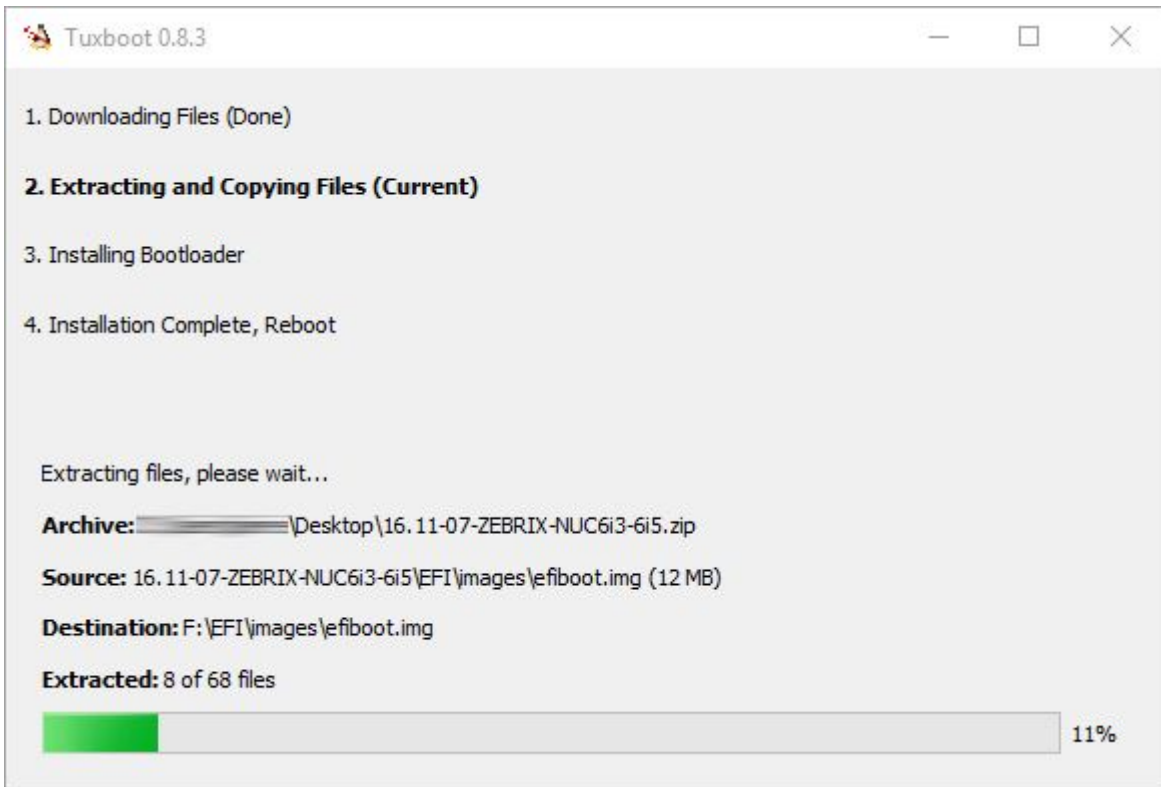 Tuxboot 0.8.3
1. Downloading Files (Done)
2. Extracting and Copying Files (Current)
3. Installing Bootloader
4. Installation Complete, Reboot
Extracting files, please wait...
Archive: \Desktop\16.11-07-ZEBRIX-NUC6i3-6i5.zip
Source: 16.11-07-ZEBRIX-NUC6i3-6i5\EFI\images\efiboot.img (12 MB)
Destination: F:\EFI\images\efiboot.img
Extracted: 8 of 68 files
11%